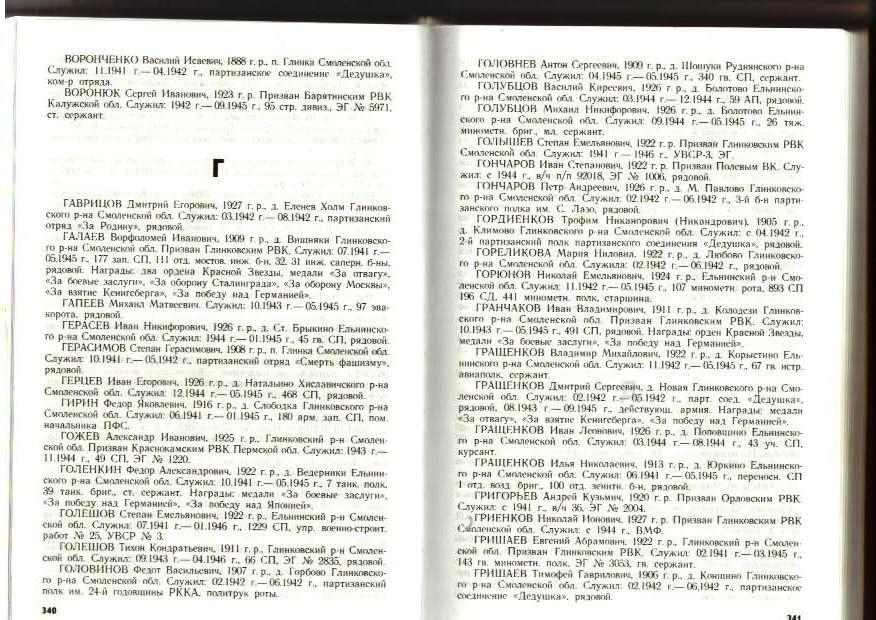 ВОРОНЧЕНКО Василий Исаевич, 1888 г. р., п. Глинка Смоленской обл.
Служил: 11.1941 г.— 04.1942 г., партизанское соединение «Дедушка»,
ком-р отряда.
ВОРОНЮК Сергей Иванович, 1923 г. р. Призван Барятинским РВК
Калужской обл. Служил: 1942 г.— 09.1945 г., 95 стр. дивиз., ЭГ № 5971,
ст. сержант.
Г
ГАВРИЦОВ Дмитрий Егорович, 1927 г. р., д. Еленев Холм Глинков-
ского р-на Смоленской обл. Служил: 03.1942 г.— 08.1942 г., партизанский
отряд «За Родину», рядовой.
ГАЛАЕВ Ворфоломей Иванович, 1909 г. р., д. Вишняки Глинковско-
го р-на Смоленской обл. Призван Глинковским РВК. Служил: 07.1941 г.—
05.1945 г., 177 зап. СП, 111 отд. мостов. инж. б-н, 32, 31 инж. саперн. б-ны,
рядовой. Награды: два ордена Красной Звезды, медали «За отвагу»,
«За боевые заслуги», «За оборону Сталинграда», «За оборону Москвы»,
«За взятие Кенигсберга», «За победу над Германией».
ГАПЕЕВ Михаил Матвеевич. Служил: 10.1943 г.— 05.1945 г., 97 эва-
корота, рядовой.
ГЕРАСЕВ Иван Никифорович, 1926 г. р., д. Ст. Брыкино Ельнинско-
го р-на Смоленской обл. Служил: 1944 г.— 01.1945 г., 45 гв. СП, рядовой.
ГЕРАСИМОВ Степан Герасимович, 1908 г. р., п. Глинка Смоленской обл.
Служил: 10.1941 г.— 05.1942 г., партизанский отряд «Смерть фашизму»,
рядовой.
ГЕРЦЕВ Иван Егорович, 1926 г. р., д. Натальино Хиславичского р-на
Смоленской обл. Служил: 12.1944 г.— 05.1945 г., 468 СП, рядовой.
ГИРИН Федор Яковлевич, 1916 г. р., д. Слободка Глинковского р-на
Смоленской обл. Служил: 06.1941 г.— 01.1945 г., 180 арм. зап. СП, пом.
начальника ПФС.
ГОЖЕВ Александр Иванович, 1925 г. р., Глинковский р-н Смолен-
ской обл. Призван Краснокамским РВК Пермской обл. Служил: 1943 г.—
11.1944 г., 49 СП, ЭГ № 1220.
ГОЛЕНКИН Федор Александрович, 1922 г. р., д. Ведерники Ельнин-
ского р-на Смоленской обл. Служил: 10.1941 г.— 05.1945 г., 7 танк. полк,
39 танк. бриг., ст. сержант. Награды: медали «За боевые заслуги»,
«За победу над Германией», «За победу над Японией».
ГОЛЕШОВ Степан Емельянович, 1922 г. р., Ельнинский р-н Смолен-
ской обл. Служил: 07.1941 г.— 01.1946 г., 1229 СП, упр. военно-строит.
работ № 25, УВСР № 3.
ГОЛЕШОВ Тихон Кондратьевич, 1911 г. р., Глинковский р-н Смолен-
ской обл. Служил: 09.1943 г.— 04.1946 г., 66 СП, ЭГ № 2835, рядовой.
ГОЛОВИНОВ Федот Васильевич, 1907 г. р., д. Горбово Глинковско-
го р-на Смоленской обл. Служил: 02.1942 г.— 06.1942 г., партизанский
полк им. 24-й годовщины РККА, политрук роты.
340
ГОЛОВНЕВ Антон Сергеевич, 1909 г. р., д. Шошуки Руднянского р-на
Смоленской обл. Служил: 04.1945 г.— 05.1945 г., 340 гв. СП, сержант.
ГОЛУБЦОВ Василий Киреевич, 1926 г. р., д. Болотово Ельнинско-
го р-на Смоленской обл. Служил: 03.1944 г.— 12.1944 г., 59 АП, рядовой.
ГОЛУБЦОВ Михаил Никифорович, 1926 г. р., д. Болотово Ельнин-
ского р-на Смоленской обл. Служил: 09.1944 г.— 05.1945 г., 26 тяж.
минометн. бриг., мл. сержант.
ГОЛЫШЕВ Степан Емельянович, 1922 г. р. Призван Глинковским РВК
Смоленской обл. Служил: 1941 г.— 1946 г., УВСР-3, ЭГ.
ГОНЧАРОВ Иван Степанович, 1922 г. р. Призван Полевым ВК. Слу-
жил: с 1944 г., в/ч п/п 92018, ЭГ № 1006, рядовой.
ГОНЧАРОВ Петр Андреевич, 1926 г. р., д. М. Павлово Глинковско-
го р-на Смоленской обл. Служил: 02.1942 г.— 06.1942 г., 3-й б-н парти-
занского полка им. С. Лазо, рядовой.
ГОРДИЕНКОВ Трофим Никанорович (Никандрович), 1905 г. р.,
д. Климово Глинковского р-на Смоленской обл. Служил: с 04.1942 г.,
2-й партизанский полк партизанского соединения «Дедушка», рядовой.
ГОРЕЛИКОВА Мария Ниловна, 1922 г. р., д. Любово Глинковско-
го р-на Смоленской обл. Служила: 02.1942 г.— 06.1942 г., рядовой.
ГОРЮНОВ Николай Емельянович, 1924 г. р., Ельнинский р-н Смо-
ленской обл. Служил: 11.1942 г.— 05.1945 г., 107 минометн. рота, 893 СП
196 СД, 441 минометн. полк, старшина.
ГРАНЧАКОВ Иван Владимирович, 1911 г. р., д. Колодези Глинков-
ского р-на Смоленской обл. Призван Глинковским РВК. Служил:
10.1943 г.— 05.1945 г., 491 СП, рядовой. Награды: орден Красной Звезды,
медали «За боевые заслуги», «За победу над Германией».
ГРАЩЕНКОВ Владимир Михайлович, 1922 г. р., д. Корыстино Ель-
нинского р-на Смоленской обл. Служил: 11.1942 г.— 05.1945 г., 67 гв. истр.
авиаполк, сержант.
ГРАЩЕНКОВ Дмитрий Сергеевич, д. Новая Глинковского р-на Смо-
ленской обл. Служил: 02.1942 г.— 05.1942 г., парт. соед. «Дедушка»,
рядовой, 08.1943 г.— 09.1945 г., действующ. армия. Награды: медали
«За отвагу», «За взятие Кенигсберга», «За победу над Германией».
ГРАЩЕНКОВ Иван Леонович, 1926 г. р., д. Поповшино Ельнинско-
го р-на Смоленской обл. Служил: 03.1944 г.— 08.1944 г., 43 уч. СП,
курсант.
ГРАЩЕНКОВ Илья Николаевич, 1913 г. р., д. Юркино Ельнинско-
го р-на Смоленской обл. Служил: 06.1941 г.— 05.1945 г., переносн. СП
1 отд. возд. бриг., 100 отд. зенитн. б-н, рядовой.
ГРИГОРЬЕВ Андрей Кузьмич, 1920 г. р. Призван Орловским РВК.
Служил: с 1941 г., в/ч 36, ЭГ № 2004.
ГРИЕНКОВ Николай Ионович, 1927 г. р. Призван Глинковским РВК
Смоленской обл. Служил: с 1944 г., ВМФ.
ГРИШАЕВ Евгений Абрамович, 1922 г. р., Глинковский р-н Смолен-
ской обл. Призван Глинковским РВК. Служил: 02.1941 г.— 03.1945 г.,
143 гв. минометн. полк, ЭГ № 3053, гв. сержант.
ГРИШАЕВ Тимофей Гаврилович, 1906 г. р., д. Коншино Глинковско-
го р-на Смоленской обл. Служил: 02.1942 г.— 06.1942 г., партизанское
соединение «Дедушка», рядовой.
341